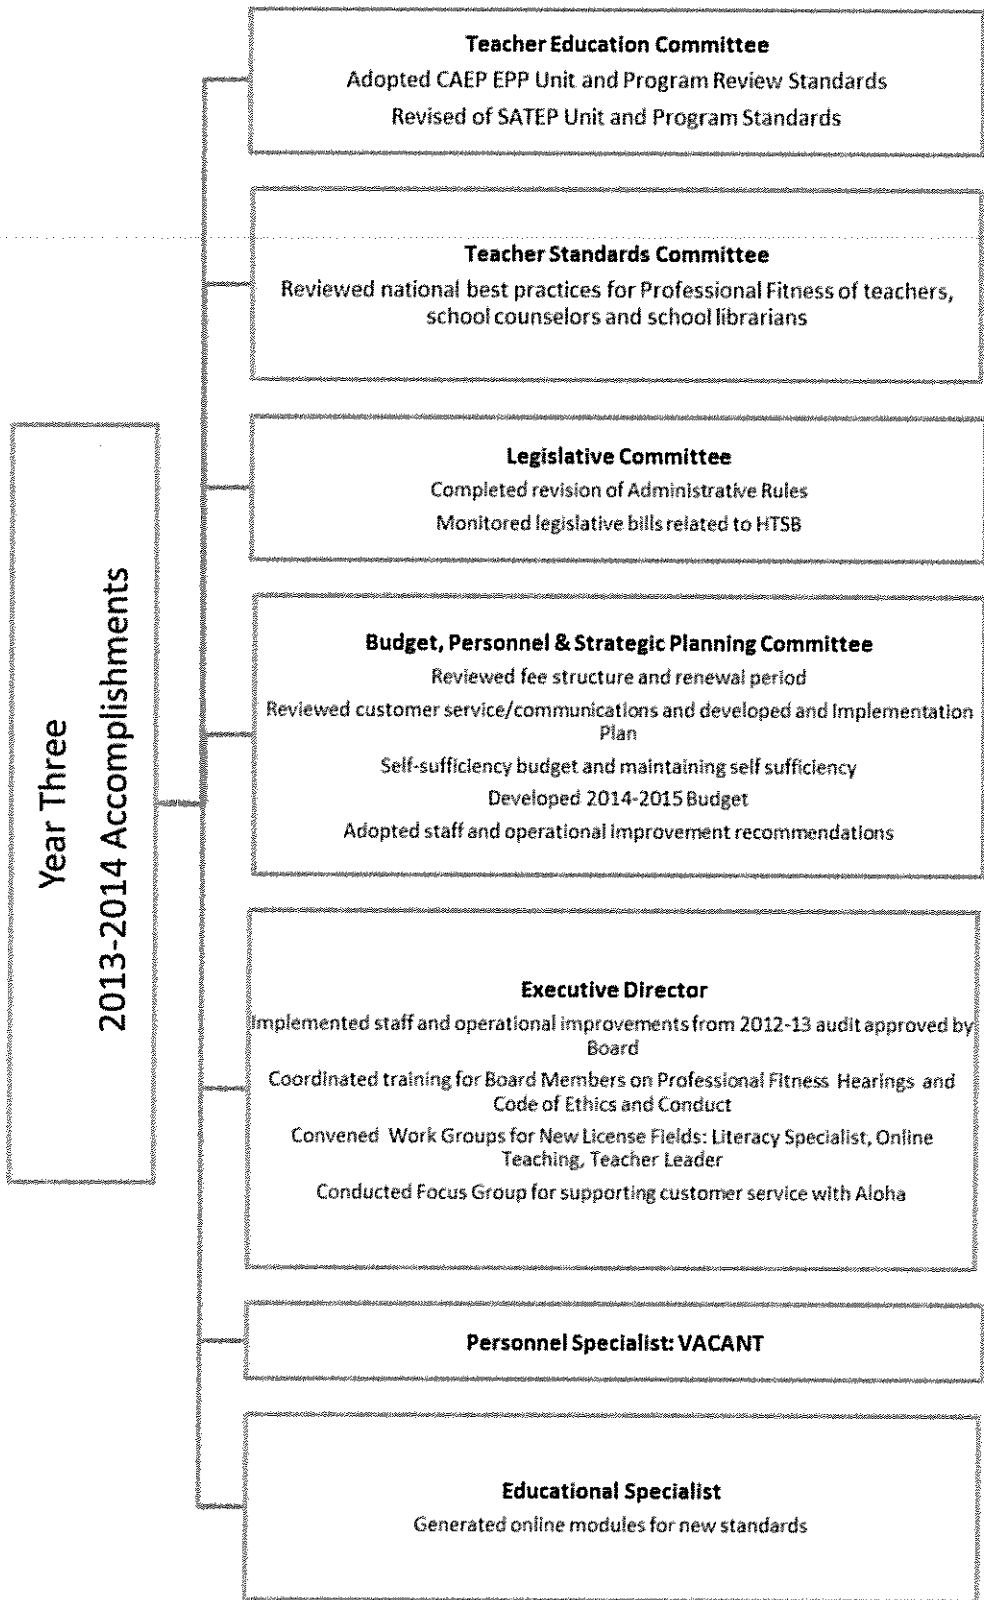 Year Three
2013-2014 Accomplishments
Teacher Education Committee
Adopted CAEP EPP Unit and Program Review Standards
Revised of SATEP Unit and Program Standards
Teacher Standards Committee
Reviewed national best practices for Professional Fitness of teachers,
school counselors and school librarians
Legislative Committee
Completed revision of Administrative Rules
Monitored legislative bills related to HTSB
Budget, Personnel & Strategic Planning Committee
Reviewed fee structure and renewal period
Reviewed customer service/communications and developed and Implementation
Plan
Self-sufficiency budget and maintaining self sufficiency
Developed 2014-2015 Budget
Adopted staff and operational improvement recommendations
Executive Director
Implemented staff and operational improvements from 2012-13 audit approved by
Board
Coordinated training for Board Members on Professional Fitness Hearings and
Code of Ethics and Conduct
Convened Work Groups for New License Fields: Literacy Specialist, Online
Teaching, Teacher Leader
Conducted Focus Group for supporting customer service with Aloha
Personnel Specialist: VACANT
Educational Specialist
Generated online modules for new standards